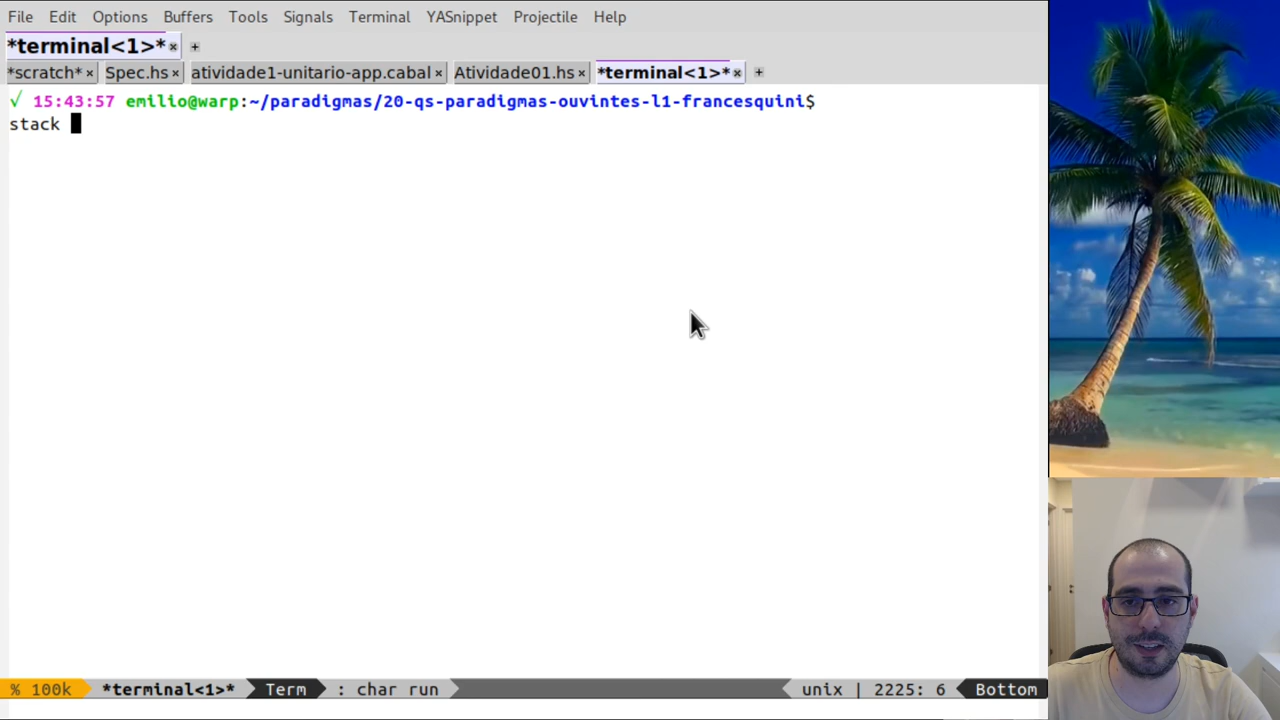 File Edit Options Buffers Tools Signals Terminal YASnippet Projectile Help
*terminal<1>* × +
*scratch* × Spec.hs × atividade1-unitario-app.cabal × Atividade01.hs × *terminal<1>* × +
√ 15:43:57 emilio@warp:~/paradigmas/20-qs-paradigmas-ouvintes-l1-francesquini$
stack
% 100k *terminal<1>* Term : char run unix | 2225: 6 Bottom